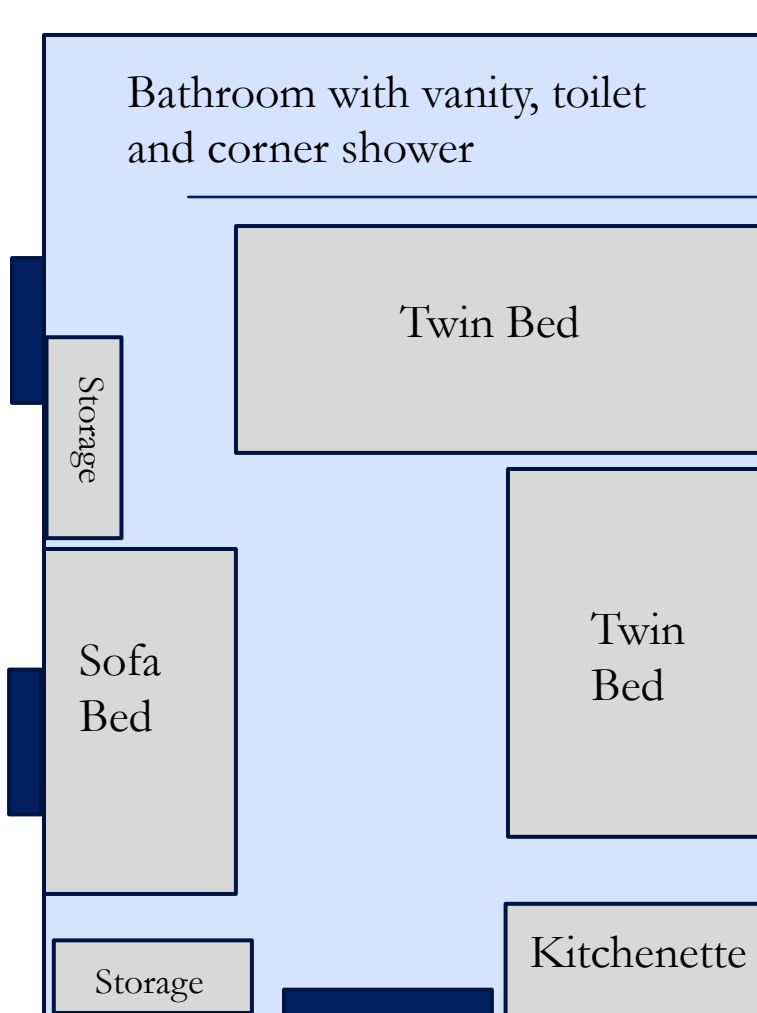 Bathroom with vanity, toilet
and corner shower
Twin Bed
Storage
Sofa
Bed
Twin
Bed
Kitchenette
Storage